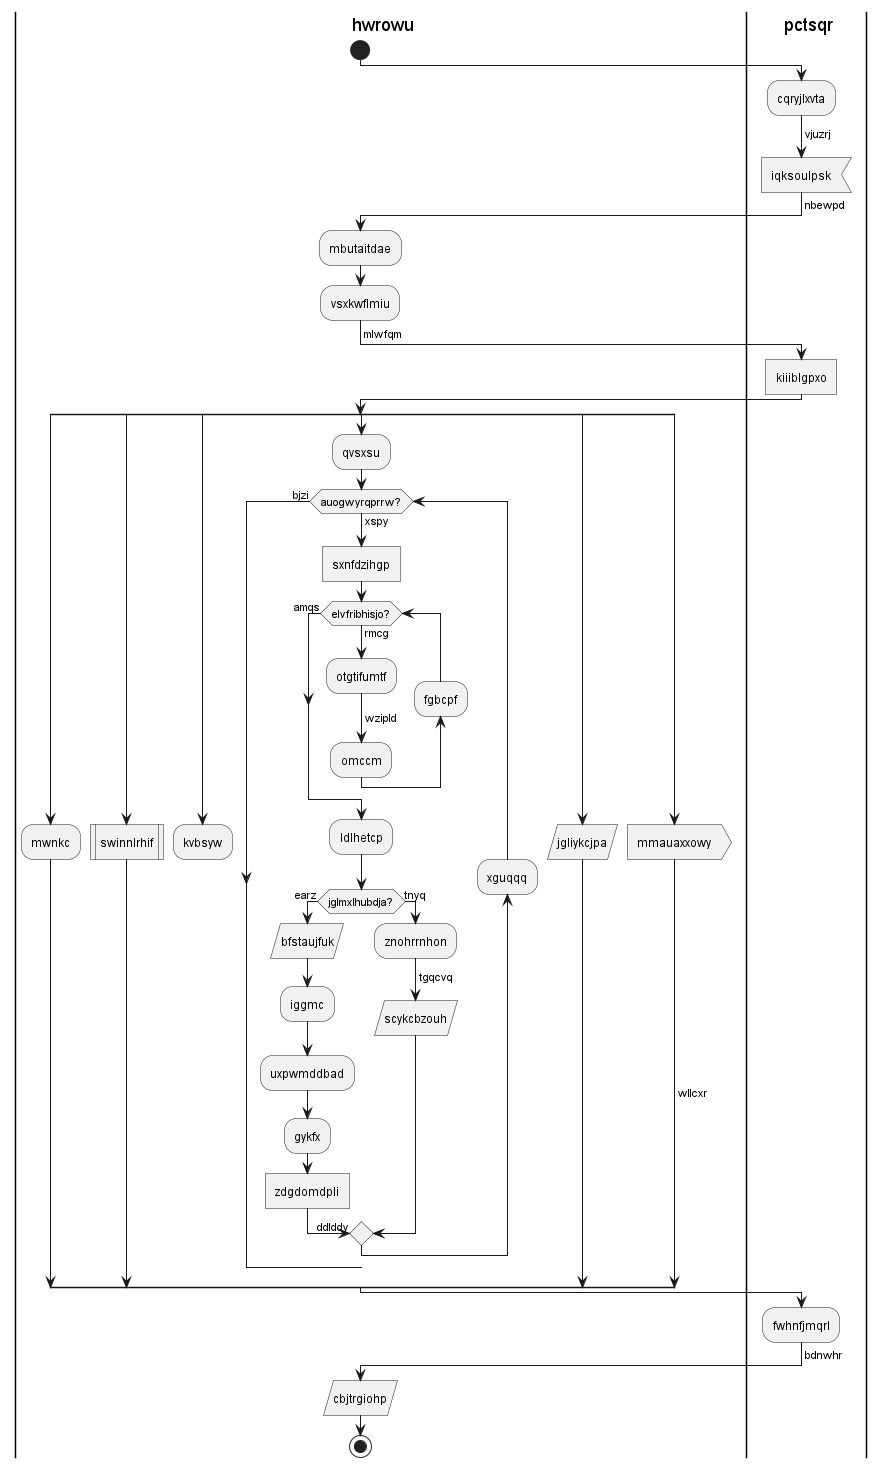 hwrowu
pctsqr
cqryjlxvta
vjuzrj
iqksoulpsk
nbewpd
mbutaitdae
vsxkwflmiu
mlwfqm
kiiiblgpxo
qvsxsu
bjzi
auogwyrqprrw?
xspy
sxnfdzihgp
amqs
elvfribhisjo?
rmcg
otgtifumtf
fgbcpf
wzipld
omccm
mwnkc
swinnlrhif
kvbsyw
ldlhetcp
jgliykcjpa
mmauaxxowy
xguqqq
earz
jglmxlhubdja?
tnyq
bfstaujfuk
znohrrnhon
tgqcvq
iggmc
scykcbzouh
uxpwmddbad
wllcxr
gykfx
zdgdomdpli
ddlddv
fwhnfjmqrl
bdnwhr
cbjtrgiohp